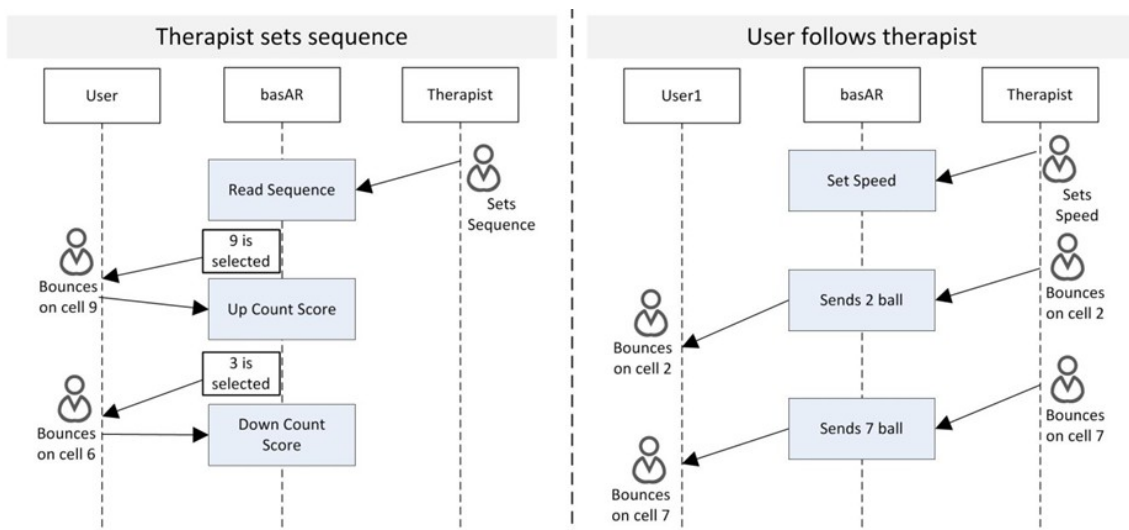 Therapist sets sequence
User
basAR
Therapist
Read Sequence
Sets
Sequence
9 is
selected
Bounces
on cell 9
Up Count Score
3 is
selected
Bounces
on cell 6
Down Count
Score
User follows therapist
User1
basAR
Therapist
Set Speed
Sets
Speed
Sends 2 ball
Bounces
on cell 2
Bounces
on cell 2
Sends 7 ball
Bounces
on cell 7
Bounces
on cell 7